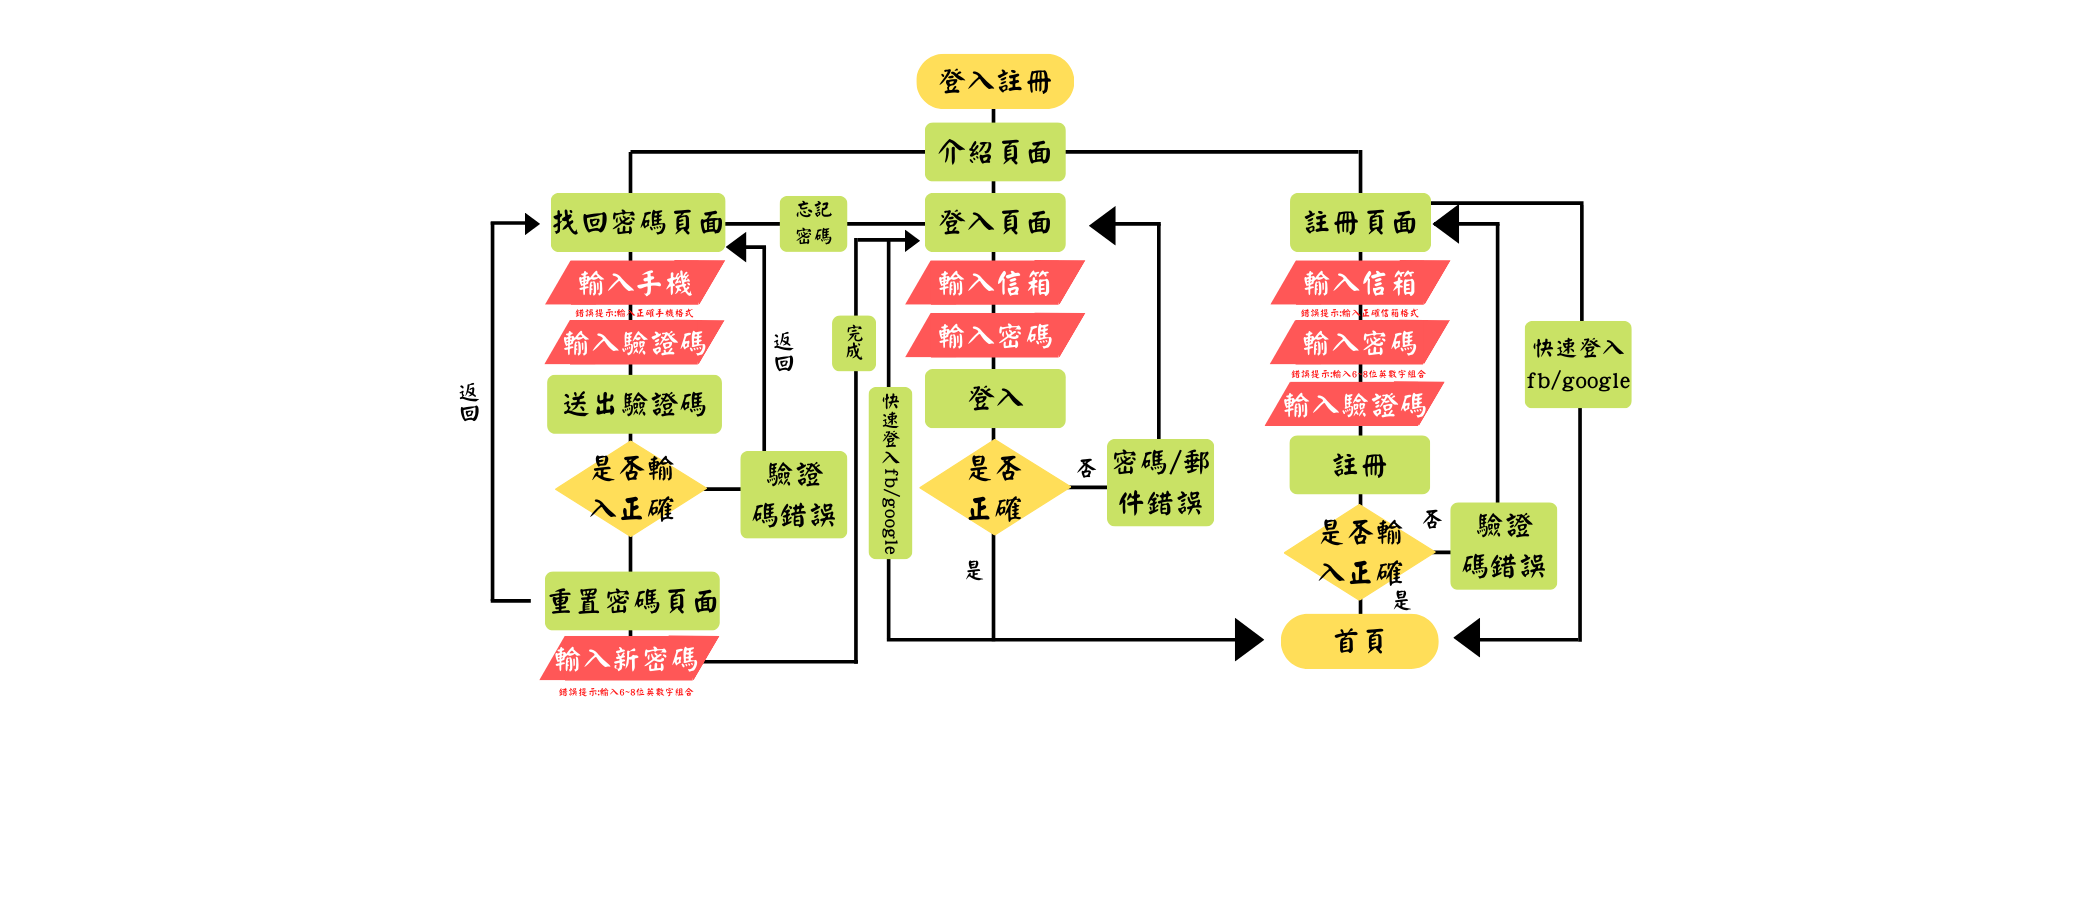 登入註冊
介紹頁面
找回密碼頁面
忘記
密碼
登入頁面
註冊頁面
輸入手機
錯誤提示:輸入正確手機格式
輸入驗證碼
送出驗證碼
是否輸
入正確
驗證
碼錯誤
返
回
返
回
重置密碼頁面
輸入新密碼
錯誤提示:輸入6~8位英數字組合
完
成
快速登入 fb/google
輸入信箱
輸入密碼
登入
是否
正確
否
密碼/郵
件錯誤
是
輸入信箱
錯誤提示:輸入正確信箱格式
輸入密碼
錯誤提示:輸入6~8位英數字組合
輸入驗證碼
註冊
是否輸
入正確
否
驗證
碼錯誤
是
快速登入
fb/google
首頁